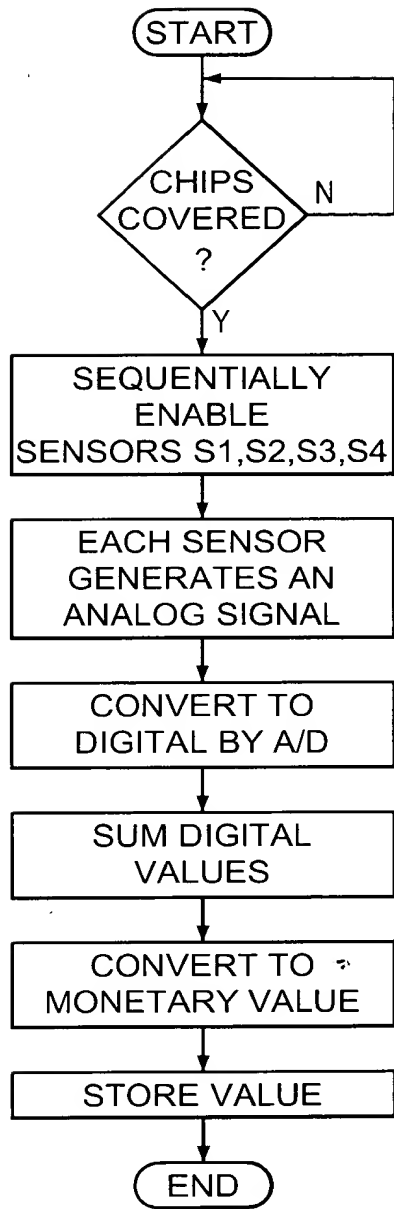 START
CHIPS
COVERED
?
N
Y
SEQUENTIALLY
ENABLE
SENSORS S1,S2,S3,S4
EACH SENSOR
GENERATES AN
ANALOG SIGNAL
CONVERT TO
DIGITAL BY A/D
SUM DIGITAL
VALUES
CONVERT TO
MONETARY VALUE
STORE VALUE
END